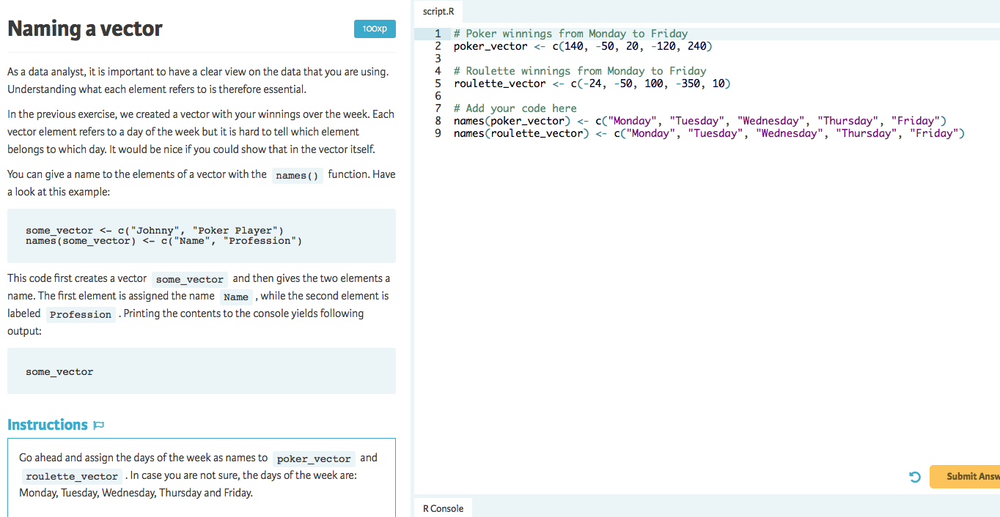 Naming a vector
100xp
As a data analyst, it is important to have a clear view on the data that you are using.
Understanding what each element refers to is therefore essential.
In the previous exercise, we created a vector with your winnings over the week. Each
vector element refers to a day of the week but it is hard to tell which element
belongs to which day. It would be nice if you could show that in the vector itself.
You can give a name to the elements of a vector with the names() function. Have
a look at this example:
some_vector <- c("Johnny", "Poker Player")
names(some_vector) <- c("Name", "Profession")
This code first creates a vector some_vector and then gives the two elements a
name. The first element is assigned the name Name , while the second element is
labeled Profession . Printing the contents to the console yields following
output:
some_vector
Instructions
Go ahead and assign the days of the week as names to poker_vector and
roulette_vector . In case you are not sure, the days of the week are:
Monday, Tuesday, Wednesday, Thursday and Friday.
script.R
1 # Poker winnings from Monday to Friday
2 poker_vector <- c(140, -50, 20, -120, 240)
3
4 # Roulette winnings from Monday to Friday
5 roulette_vector <- c(-24, -50, 100, -350, 10)
6
7 # Add your code here
8 names(poker_vector) <- c("Monday", "Tuesday", "Wednesday", "Thursday", "Friday")
9 names(roulette_vector) <- c("Monday", "Tuesday", "Wednesday", "Thursday", "Friday")
Submit Answ
R Console